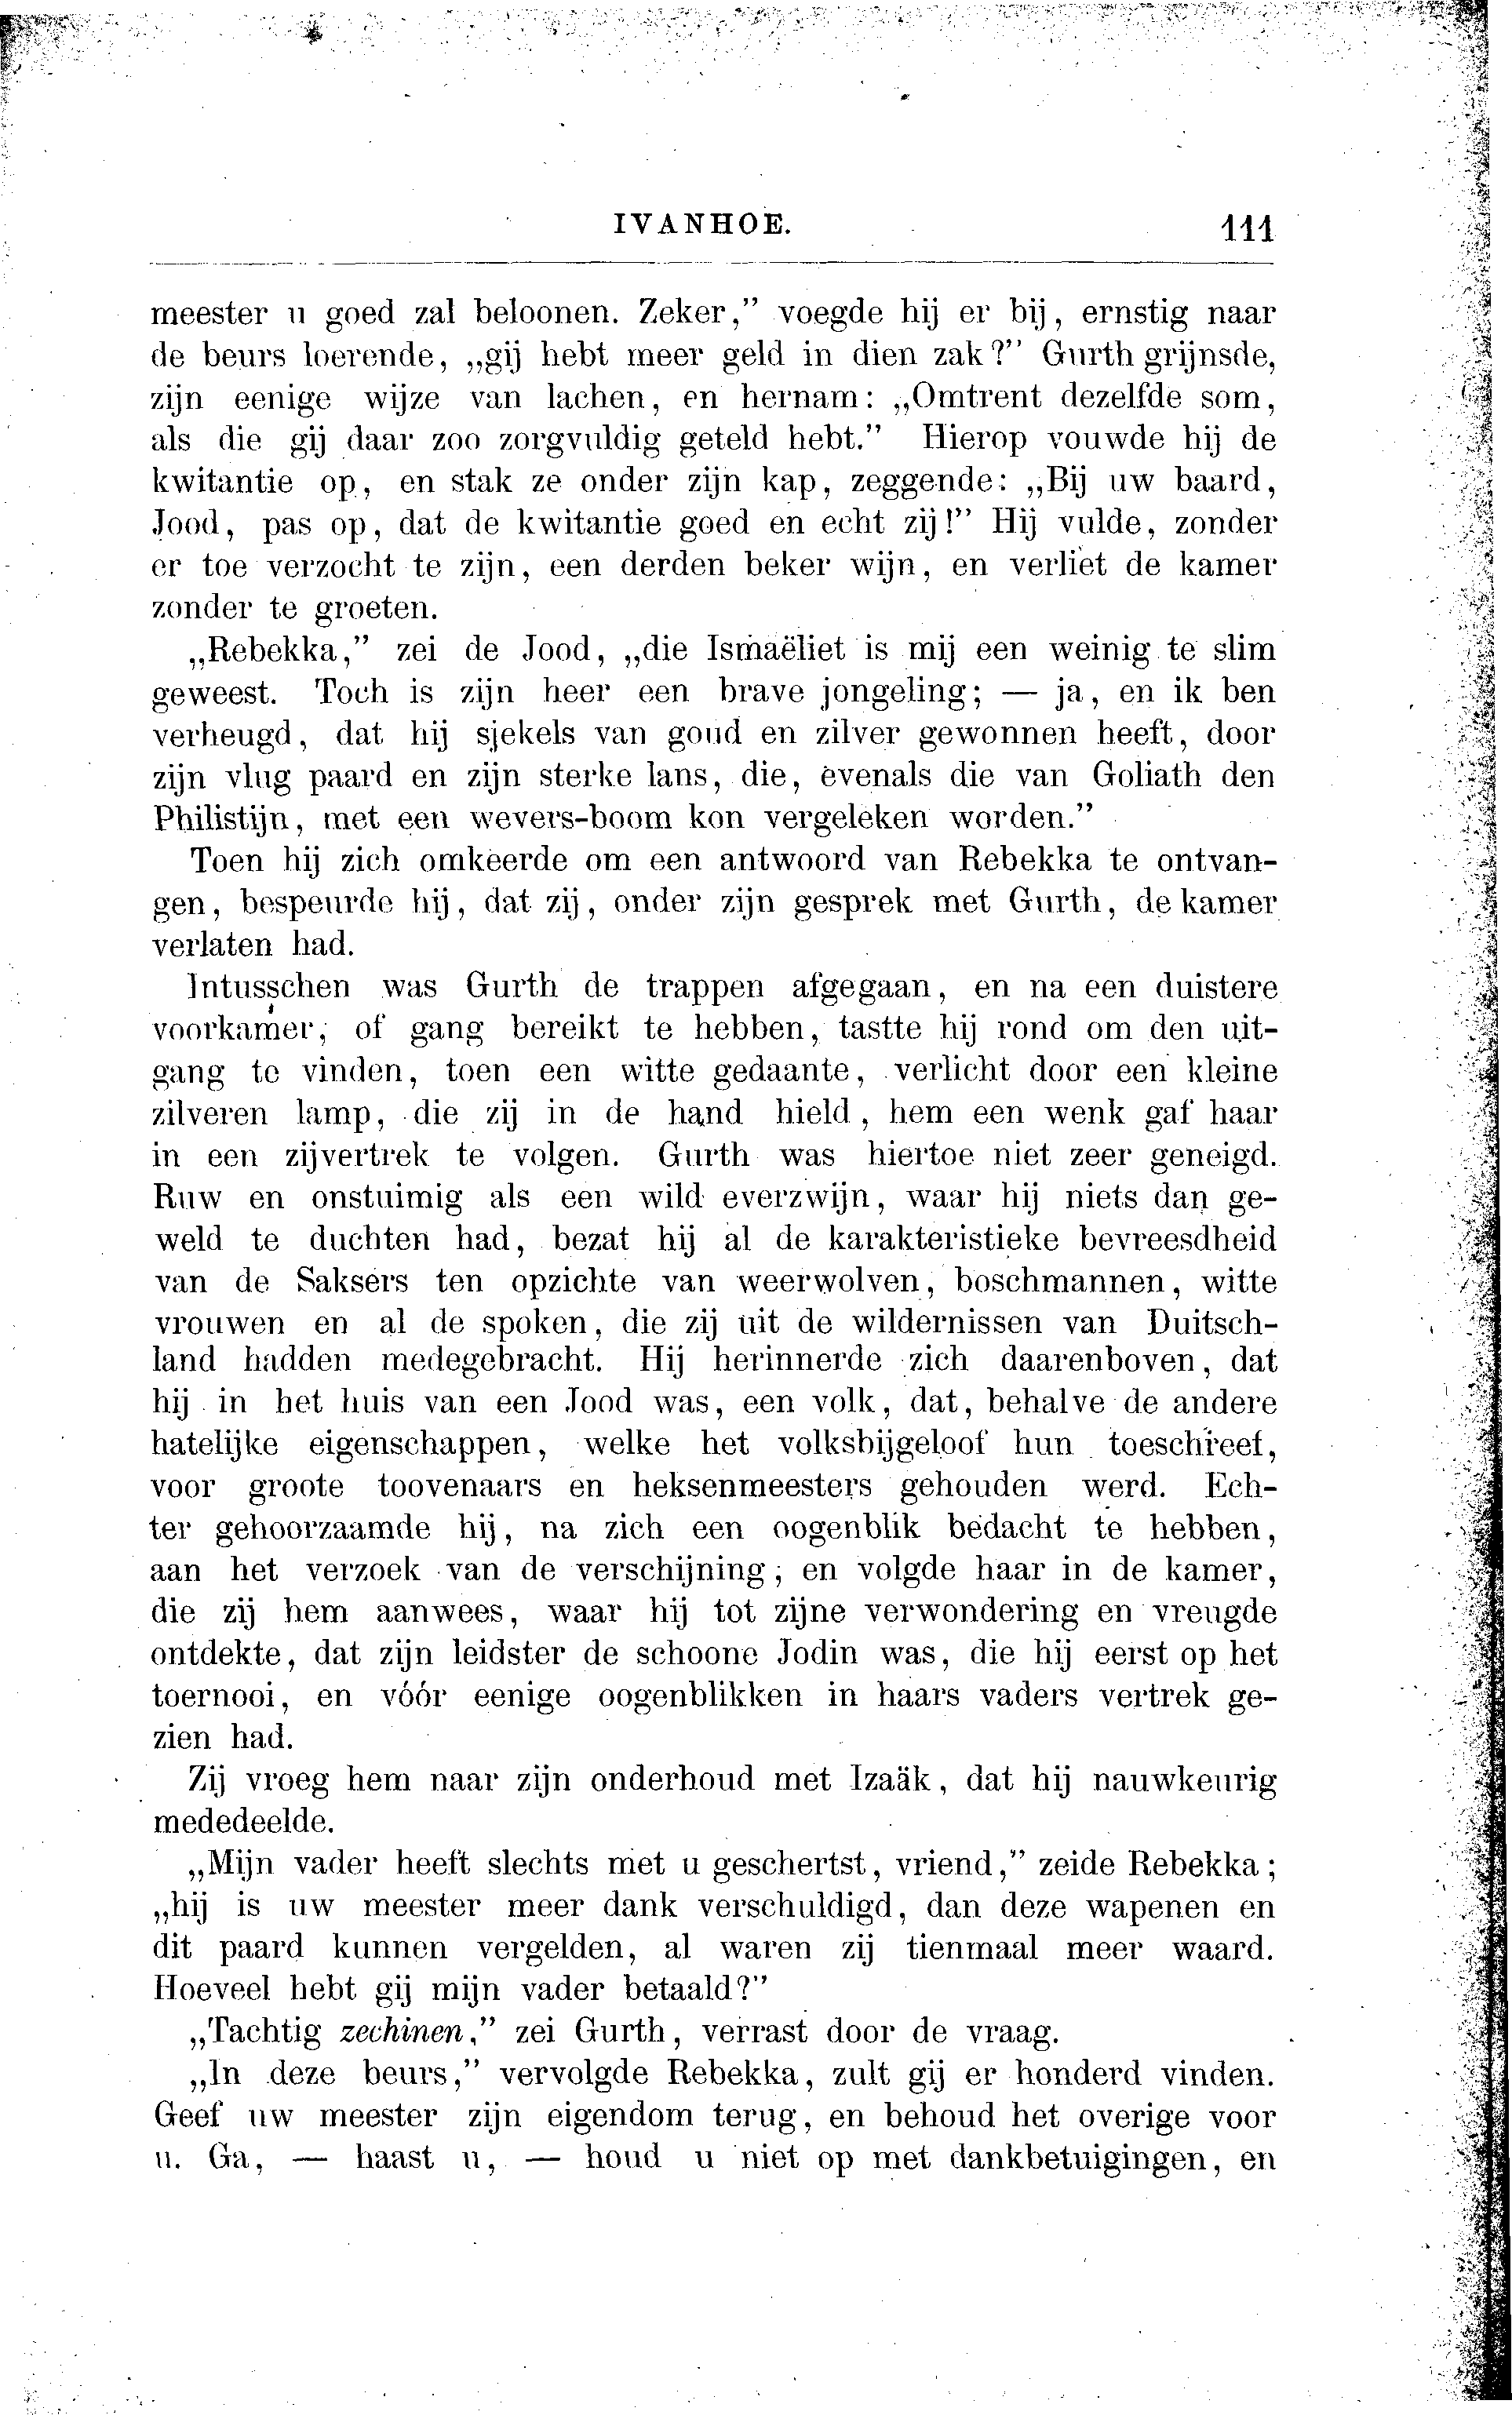 IVANHOE. 111
meester u goed zal beloonen. Zeker,” voegde hij er bij, ernstig naar
de beurs loerende, „gij hebt meer geld in dien zak?” Gurth grijnsde,
zijn eenige wijze van lachen, en hernam: „Omtrent dezelfde som,
als die gij daar zoo zorgvuldig geteld hebt.” Hierop vouwde hij de
kwitantie op, en stak ze onder zijn kap, zeggende: „Bij uw baard,
Jood, pas op, dat de kwitantie goed en echt zij!” Hij vulde, zonder
er toe verzocht te zijn, een derden beker wijn, en verliet de kamer
zonder te groeten.
„Rebekka,” zei de Jood, „die Ismaëliet is mij een weinig te slim
geweest. Toch is zijn heer een brave jongeling; — ja, en ik ben
verheugd, dat hij sjekels van goud en zilver gewonnen heeft, door
zijn vlug paard en zijn sterke lans, die, evenals die van Goliath den
Philistijn, met een wevers-boom kon vergeleken worden.”
Toen hij zich omkeerde om een antwoord van Rebekka te ontvan-
gen, bespeurde hij, dat zij, onder zijn gesprek met Gurth, de kamer
verlaten had.
Intusschen was Gurth de trappen afgegaan, en na een duistere
voorkamer, of gang bereikt te hebben, tastte hij rond om den uit-
gang te vinden, toen een witte gedaante, verlicht door een kleine
zilveren lamp, die zij in de hand hield, hem een wenk gaf haar
in een zijvertrek te volgen. Gurth was hiertoe niet zeer geneigd.
Ruw en onstuimig als een wild everzwijn, waar hij niets dan ge-
weld te duchten had, bezat hij al de karakteristieke bevreesdheid
van de Saksers ten opzichte van weerwolven, boschmannen, witte
vrouwen en al de spoken, die zij uit de wildernissen van Duitsch-
land hadden medegebracht. Hij herinnerde zich daarenboven, dat
hij in het huis van een Jood was, een volk, dat, behalve de andere
hatelijke eigenschappen, welke het volksbijgeloof hun toeschreef,
voor groote toovenaars en heksenmeesters gehouden werd. Ech-
ter gehoorzaamde hij, na zich een oogenblik bedacht te hebben,
aan het verzoek van de verschijning; en volgde haar in de kamer,
die zij hem aanwees, waar hij tot zijne verwondering en vreugde
ontdekte, dat zijn leidster de schoone Jodin was, die hij eerst op het
toernooi, en vóór eenige oogenblikken in haars vaders vertrek ge-
zien had.
Zij vroeg hem naar zijn onderhoud met Izaäk, dat hij nauwkeurig
mededeelde.
„Mijn vader heeft slechts met u geschertst, vriend,” zeide Rebekka;
„hij is uw meester meer dank verschuldigd, dan deze wapenen en
dit paard kunnen vergelden, al waren zij tienmaal meer waard.
Hoeveel hebt gij mijn vader betaald?”
„Tachtig zechinen,” zei Gurth, verrast door de vraag.
„In deze beurs,” vervolgde Rebekka, zult gij er honderd vinden.
Geef uw meester zijn eigendom terug, en behoud het overige voor
u. Ga, — haast u, — houd u niet op met dankbetuigingen, en